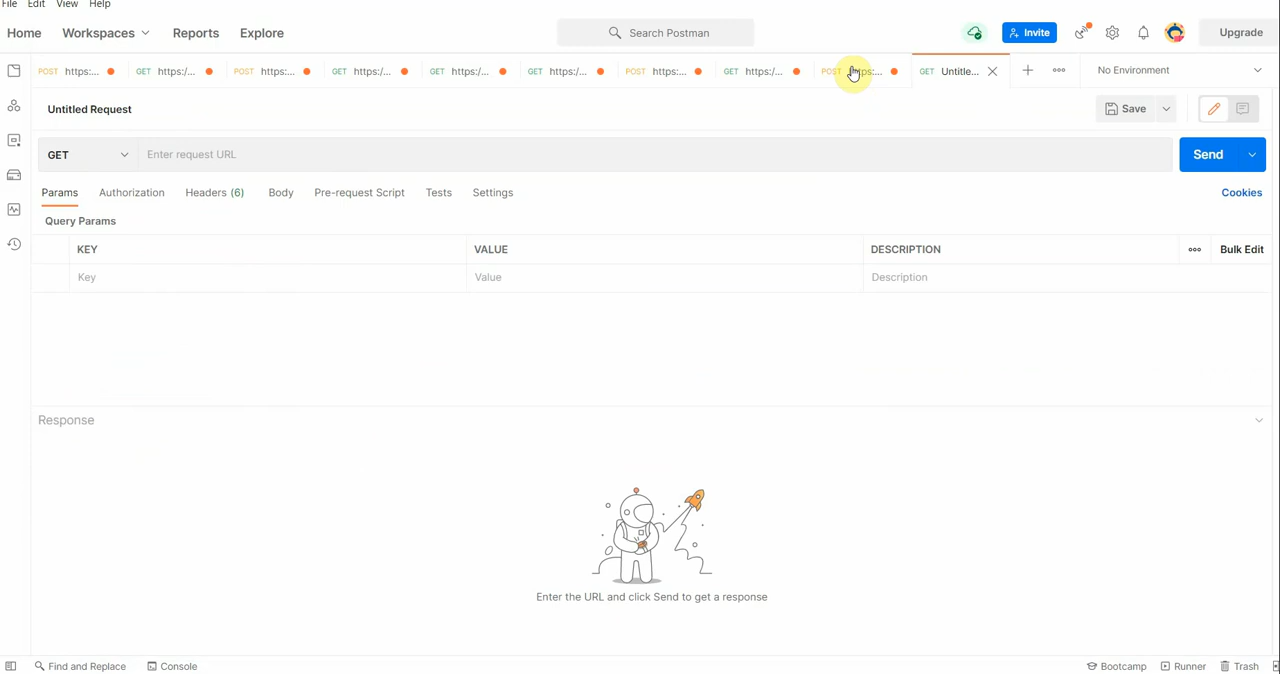 File Edit View Help
Home Workspaces Reports Explore Search Postman Invite Upgrade
POST https:... GET https:/... POST https:... GET https:/... GET https:/... GET https:/... POST https:... GET https:/... POST GET Untitle... No Environment
Untitled Request Save
GET Enter request URL Send
Params Authorization Headers (6) Body Pre-request Script Tests Settings Cookies
Query Params
KEY VALUE DESCRIPTION Bulk Edit
Key Value Description
Response
Enter the URL and click Send to get a response
Find and Replace Console Bootcamp Runner Trash